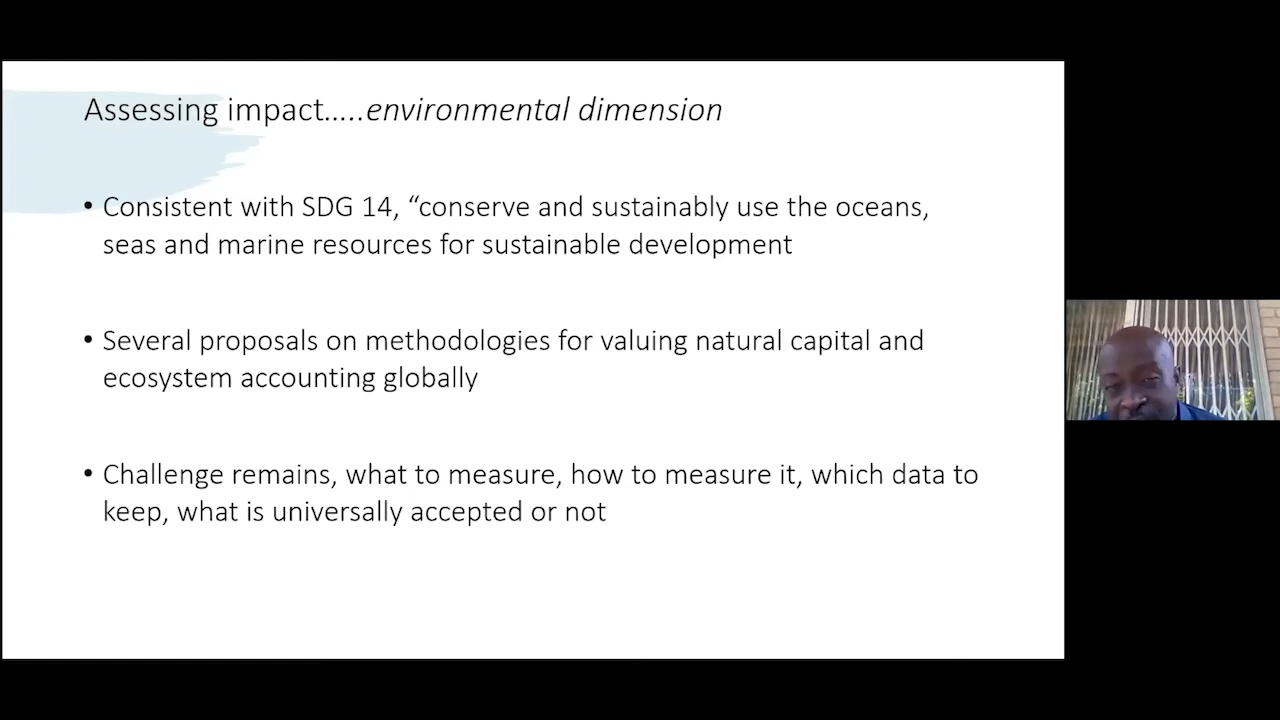 Assessing impact.....environmental dimension
• Consistent with SDG 14, “conserve and sustainably use the oceans,
seas and marine resources for sustainable development
• Several proposals on methodologies for valuing natural capital and
ecosystem accounting globally
• Challenge remains, what to measure, how to measure it, which data to
keep, what is universally accepted or not